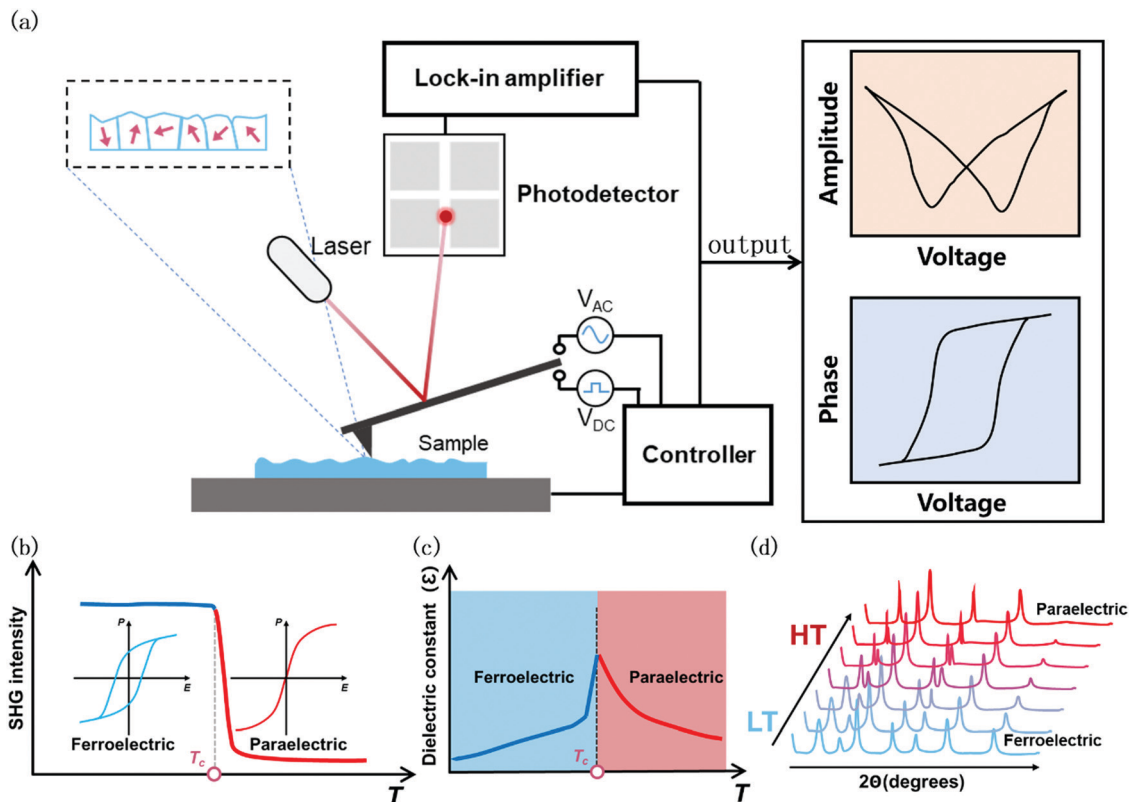 (a)
Lock-in amplifier
Photodetector
Laser
output
V_AC
V_DC
Sample
Controller
Amplitude
Voltage
Phase
Voltage
(b)
SHG intensity
P
E
Ferroelectric
P
E
Paraelectric
T_c
T
(c)
Dielectric constant (ε)
Ferroelectric
Paraelectric
T_c
T
(d)
HT
LT
Paraelectric
Ferroelectric
2Θ(degrees)